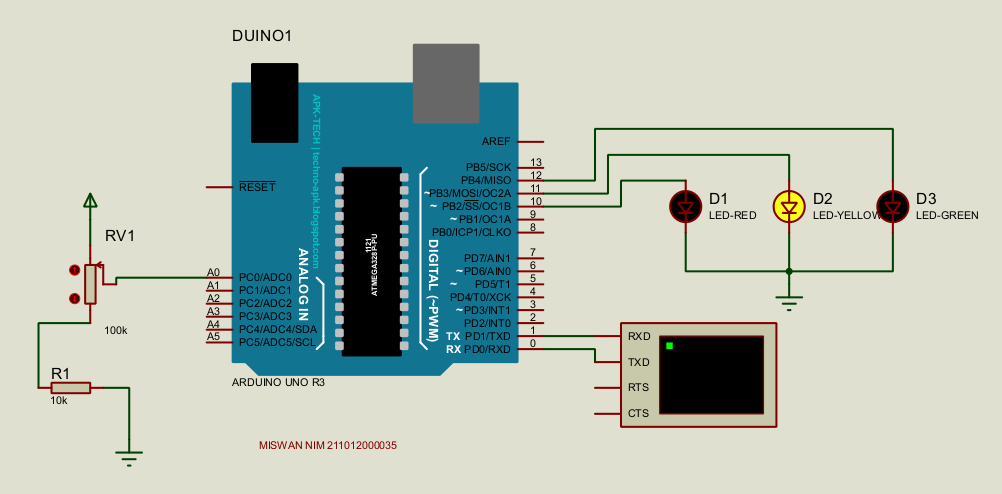 DUINO1
APK-TECH | techno-apk.blogspot.com
AREF
PB5/SCK 13
PB4/MISO 12
~PB3/MOSI/OC2A 11
~ PB2/SS/OC1B 10
~PB1/OC1A 9
PB0/ICP1/CLKO 8
PD7/AIN1 7
~PD6/AIN0 6
~ PD5/T1 5
PD4/T0/XCK 4
~PD3/INT1 3
PD2/INT0 2
TX PD1/TXD 1
RX PD0/RXD 0
RESET
A0 PC0/ADC0
A1 PC1/ADC1
A2 PC2/ADC2
A3 PC3/ADC3
A4 PC4/ADC4/SDA
A5 PC5/ADC5/SCL
ANALOG IN
DIGITAL (~PWM)
1121
ATMEGA328P-PU
ARDUINO UNO R3
RV1
100k
R1
10k
D1
LED-RED
D2
LED-YELLOW
D3
LED-GREEN
RXD
TXD
RTS
CTS
MISWAN NIM 211012000035